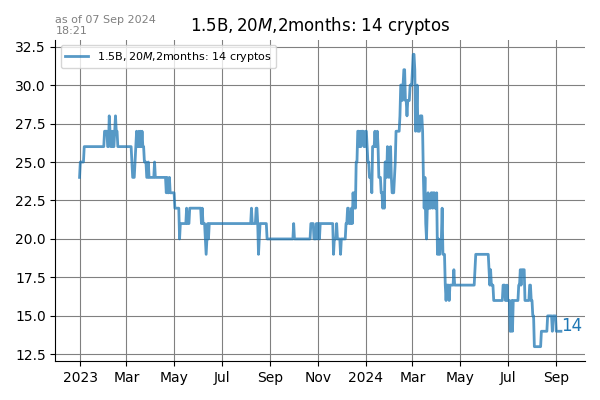 as of 07 Sep 2024
18:21
1.5B, 20M,2months: 14 cryptos
1.5B, 20M,2months: 14 cryptos
32.5
30.0
27.5
25.0
22.5
20.0
17.5
15.0
12.5
14
2023 Mar May Jul Sep Nov 2024 Mar May Jul Sep